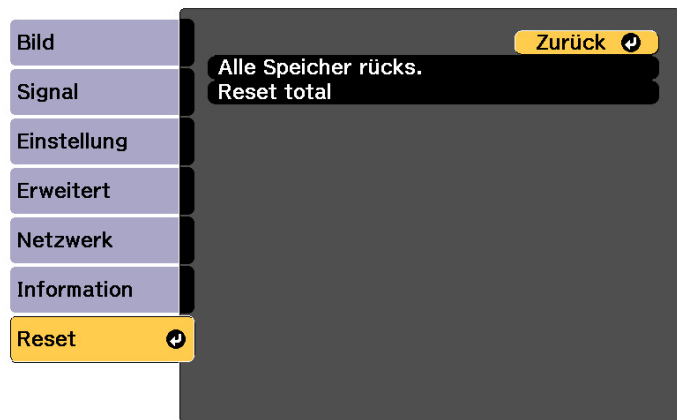 Bild
Signal
Einstellung
Erweitert
Netzwerk
Information
Reset
Zurück
Alle Speicher rücks.
Reset total